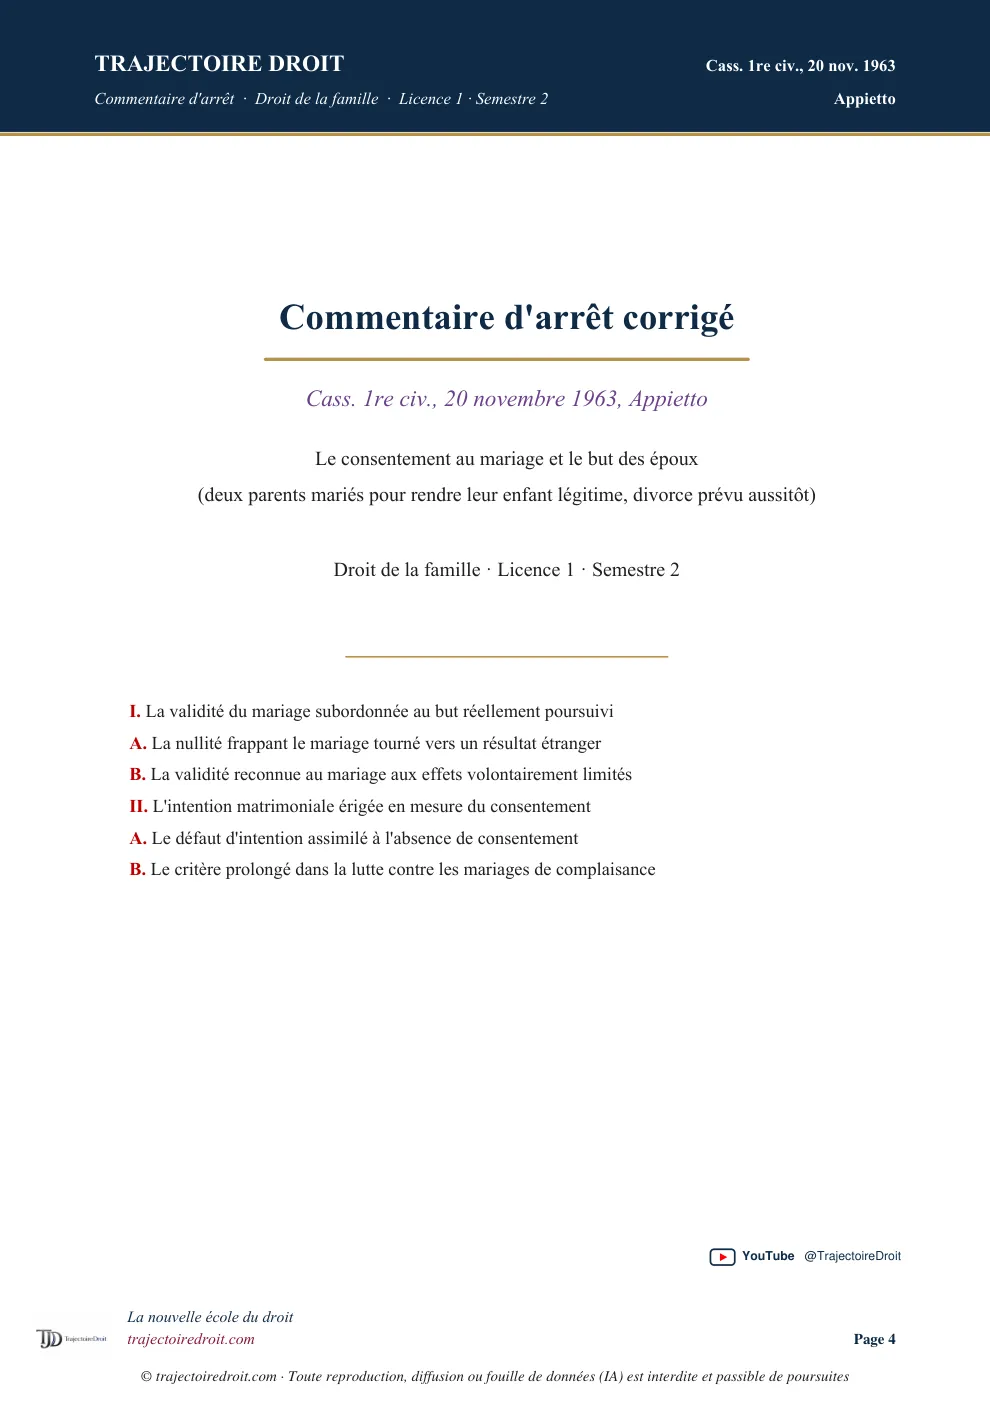 TRAJECTOIRE DROIT
Cass. 1re civ., 20 nov. 1963
Commentaire d'arrêt · Droit de la famille · Licence 1 · Semestre 2
Appietto
Commentaire d'arrêt corrigé
Cass. 1re civ., 20 novembre 1963, Appietto
Le consentement au mariage et le but des époux
(deux parents mariés pour rendre leur enfant légitime, divorce prévu aussitôt)
Droit de la famille · Licence 1 · Semestre 2
I. La validité du mariage subordonnée au but réellement poursuivi
A. La nullité frappant le mariage tourné vers un résultat étranger
B. La validité reconnue au mariage aux effets volontairement limités
II. L'intention matrimoniale érigée en mesure du consentement
A. Le défaut d'intention assimilé à l'absence de consentement
B. Le critère prolongé dans la lutte contre les mariages de complaisance
YouTube @TrajectoireDroit
La nouvelle école du droit
TJD TrajectoireDroit
trajectoiredroit.com
Page 4
© trajectoiredroit.com · Toute reproduction, diffusion ou fouille de données (IA) est interdite et passible de poursuites